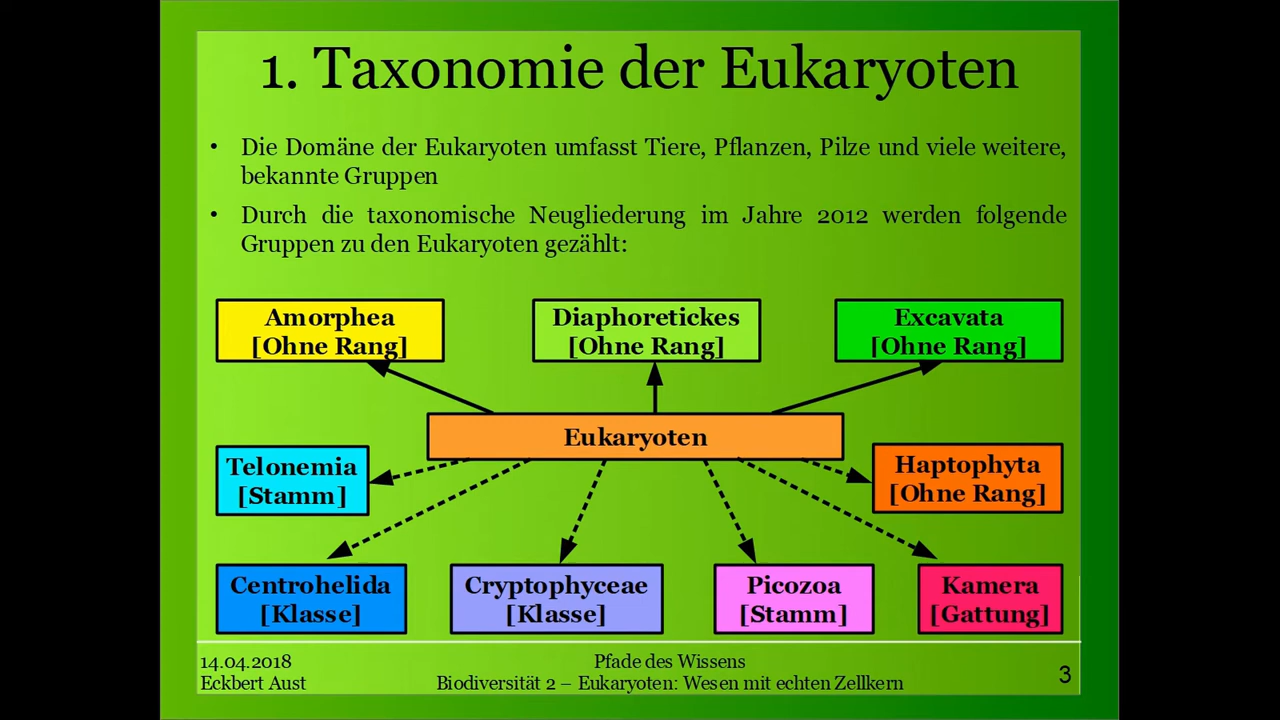 1. Taxonomie der Eukaryoten
• Die Domäne der Eukaryoten umfasst Tiere, Pflanzen, Pilze und viele weitere,
bekannte Gruppen
• Durch die taxonomische Neugliederung im Jahre 2012 werden folgende
Gruppen zu den Eukaryoten gezählt:
Amorphea
[Ohne Rang]
Diaphoretickes
[Ohne Rang]
Excavata
[Ohne Rang]
Eukaryoten
Telonemia
[Stamm]
Haptophyta
[Ohne Rang]
Centrohelida
[Klasse]
Cryptophyceae
[Klasse]
Picozoa
[Stamm]
Kamera
[Gattung]
14.04.2018
Eckbert Aust
Pfade des Wissens
Biodiversität 2 – Eukaryoten: Wesen mit echten Zellkern
3